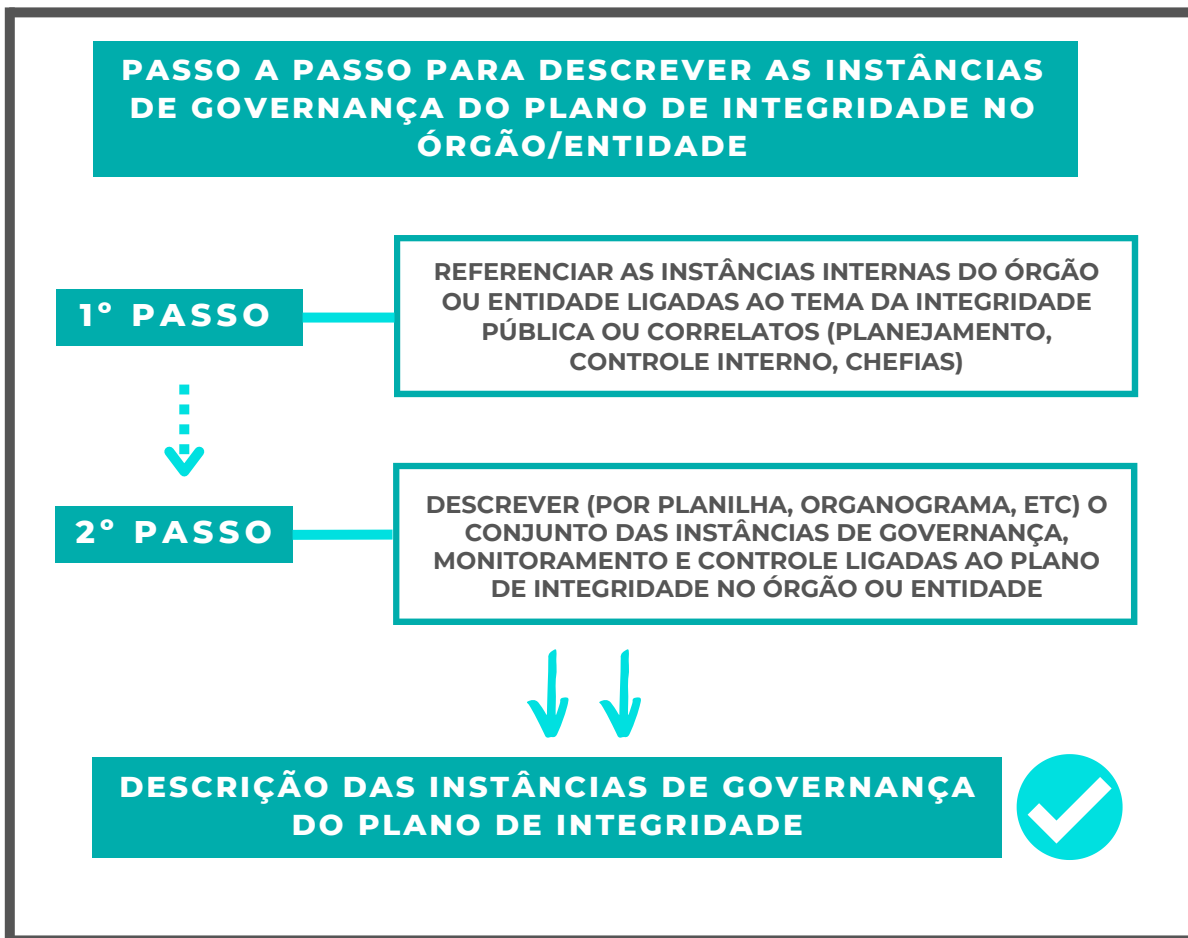 PASSO A PASSO PARA DESCREVER AS INSTÂNCIAS
DE GOVERNANÇA DO PLANO DE INTEGRIDADE NO
ÓRGÃO/ENTIDADE
1º PASSO
REFERENCIAR AS INSTÂNCIAS INTERNAS DO ÓRGÃO
OU ENTIDADE LIGADAS AO TEMA DA INTEGRIDADE
PÚBLICA OU CORRELATOS (PLANEJAMENTO,
CONTROLE INTERNO, CHEFIAS)
2º PASSO
DESCREVER (POR PLANILHA, ORGANOGRAMA, ETC) O
CONJUNTO DAS INSTÂNCIAS DE GOVERNANÇA,
MONITORAMENTO E CONTROLE LIGADAS AO PLANO
DE INTEGRIDADE NO ÓRGÃO OU ENTIDADE
DESCRIÇÃO DAS INSTÂNCIAS DE GOVERNANÇA
DO PLANO DE INTEGRIDADE